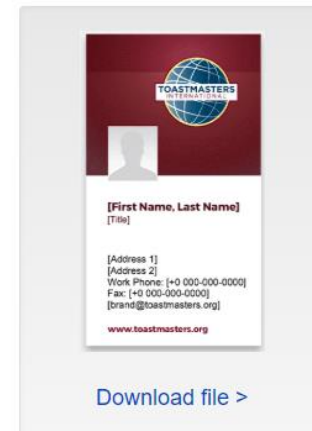 TOASTMASTERS
INTERNATIONAL
[First Name, Last Name]
[Title]
[Address 1]
[Address 2]
Work Phone: [+0 000-000-0000]
Fax: [+0 000-000-0000]
[brand@toastmasters.org]
www.toastmasters.org
Download file >